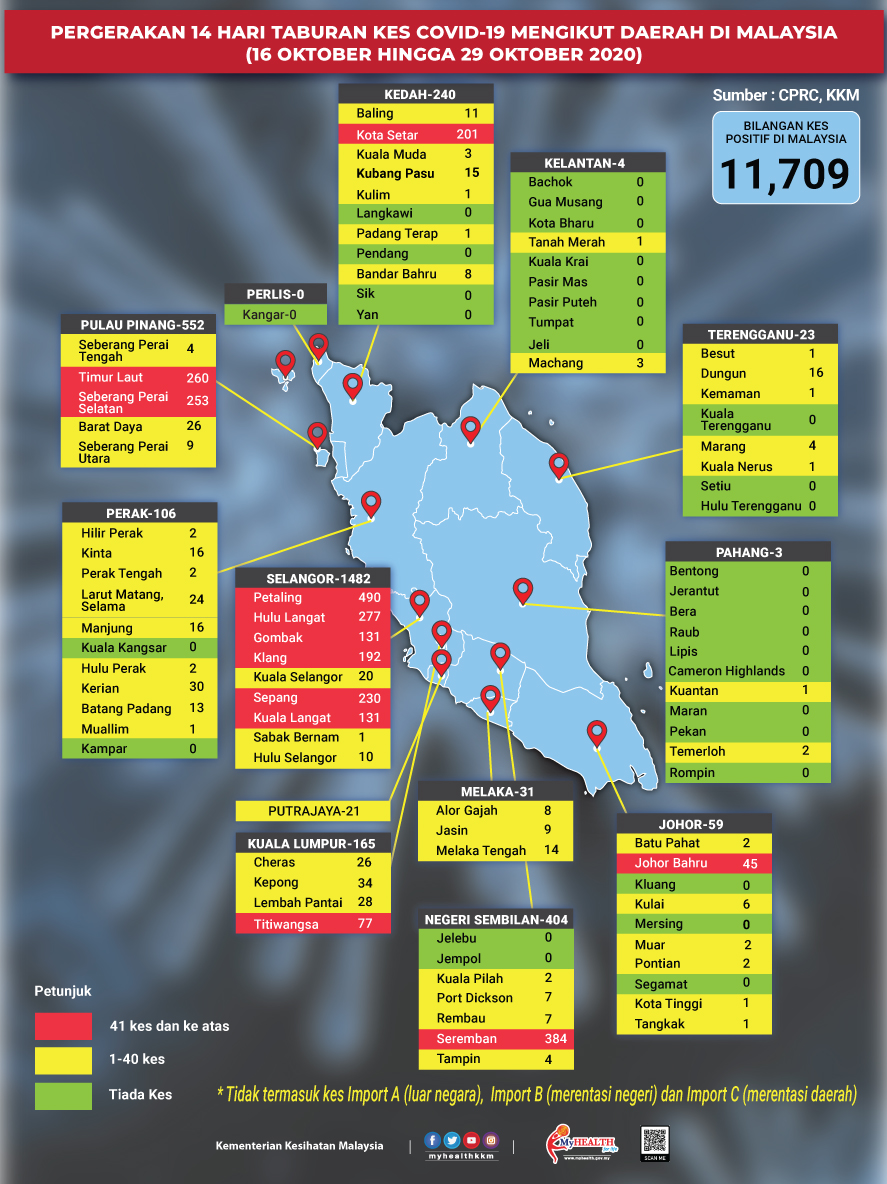 PERGERAKAN 14 HARI TABURAN KES COVID-19 MENGIKUT DAERAH DI MALAYSIA
(16 OKTOBER HINGGA 29 OKTOBER 2020)
Sumber : CPRC, KKM
BILANGAN KES
POSITIF DI MALAYSIA
11,709
KEDAH-240
Baling 11
Kota Setar 201
Kuala Muda 3
Kubang Pasu 15
Kulim 1
Langkawi 0
Padang Terap 1
Pendang 0
Bandar Bahru 8
Sik 0
Yan 0
KELANTAN-4
Bachok 0
Gua Musang 0
Kota Bharu 0
Tanah Merah 1
Kuala Krai 0
Pasir Mas 0
Pasir Puteh 0
Tumpat 0
Jeli 0
Machang 3
PERLIS-0
Kangar-0
PULAU PINANG-552
Seberang Perai
Tengah 4
Timur Laut 260
Seberang Perai
Selatan 253
Barat Daya 26
Seberang Perai
Utara 9
TERENGGANU-23
Besut 1
Dungun 16
Kemaman 1
Kuala
Terengganu 0
Marang 4
Kuala Nerus 1
Setiu 0
Hulu Terengganu 0
PERAK-106
Hilir Perak 2
Kinta 16
Perak Tengah 2
Larut Matang,
Selama 24
Manjung 16
Kuala Kangsar 0
Hulu Perak 2
Kerian 30
Batang Padang 13
Muallim 1
Kampar 0
SELANGOR-1482
Petaling 490
Hulu Langat 277
Gombak 131
Klang 192
Kuala Selangor 20
Sepang 230
Kuala Langat 131
Sabak Bernam 1
Hulu Selangor 10
PAHANG-3
Bentong 0
Jerantut 0
Bera 0
Raub 0
Lipis 0
Cameron Highlands 0
Kuantan 1
Maran 0
Pekan 0
Temerloh 2
Rompin 0
PUTRAJAYA-21
KUALA LUMPUR-165
Cheras 26
Kepong 34
Lembah Pantai 28
Titiwangsa 77
MELAKA-31
Alor Gajah 8
Jasin 9
Melaka Tengah 14
JOHOR-59
Batu Pahat 2
Johor Bahru 45
Kluang 0
Kulai 6
Mersing 0
Muar 2
Pontian 2
Segamat 0
Kota Tinggi 1
Tangkak 1
NEGERI SEMBILAN-404
Jelebu 0
Jempol 0
Kuala Pilah 2
Port Dickson 7
Rembau 7
Seremban 384
Tampin 4
Petunjuk
41 kes dan ke atas
1-40 kes
Tiada Kes
* Tidak termasuk kes Import A (luar negara), Import B (merentasi negeri) dan Import C (merentasi daerah)
Kementerian Kesihatan Malaysia
myhealthkkm
MyHEALTH
for life
www.myhealth.gov.my
SCAN ME